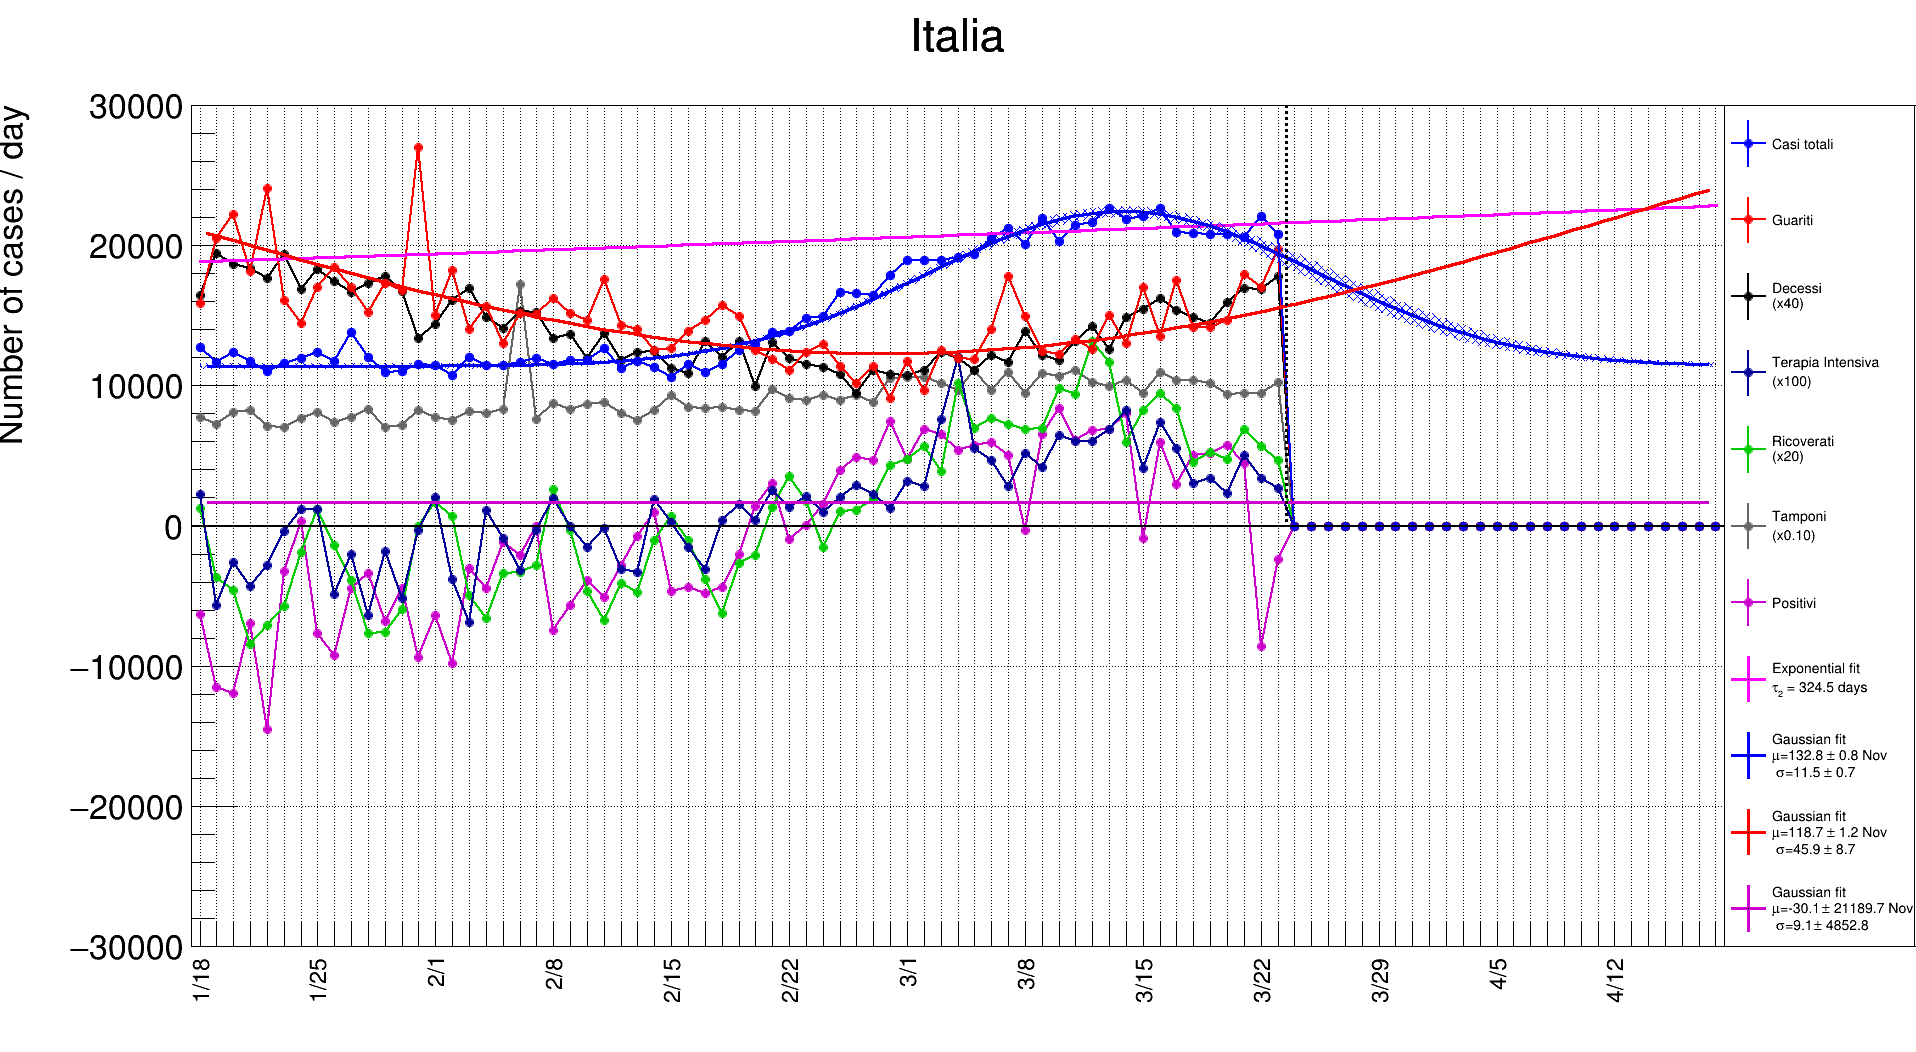 Italia
Number of cases / day
30000
20000
10000
0
−10000
−20000
−30000
1/18
1/25
2/1
2/8
2/15
2/22
3/1
3/8
3/15
3/22
3/29
4/5
4/12
Casi totali
Guariti
Decessi
(x40)
Terapia Intensiva
(x100)
Ricoverati
(x20)
Tamponi
(x0.10)
Positivi
Exponential fit
τ2 = 324.5 days
Gaussian fit
μ=132.8 ± 0.8 Nov
σ=11.5 ± 0.7
Gaussian fit
μ=118.7 ± 1.2 Nov
σ=45.9 ± 8.7
Gaussian fit
μ=-30.1 ± 21189.7 Nov
σ=9.1 ± 4852.8